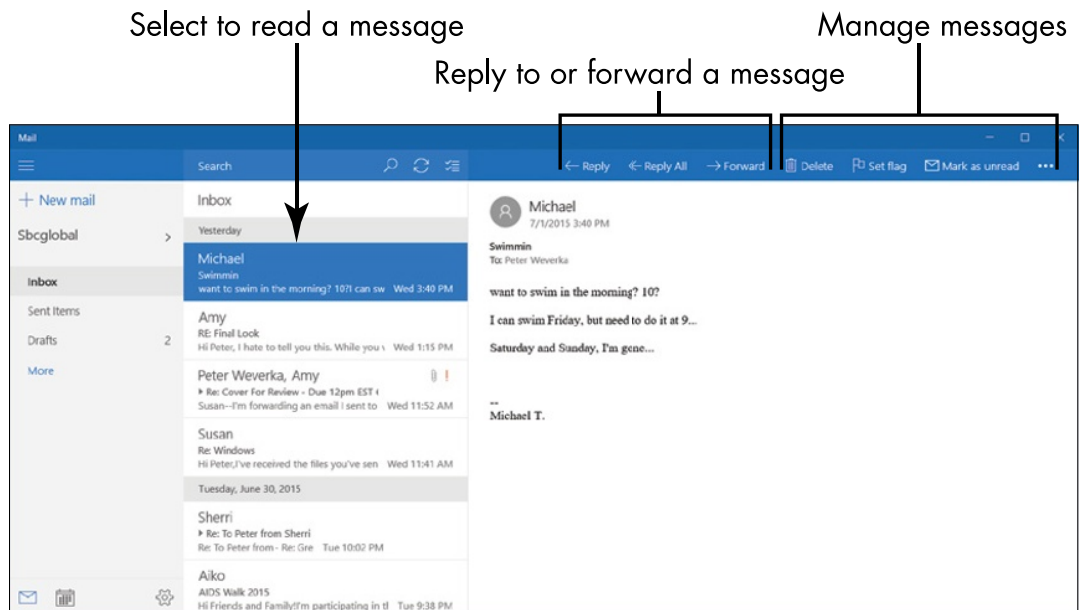 Select to read a message
Manage messages
Reply to or forward a message
Mail
Search
Reply
Reply All
Forward
Delete
Set flag
Mark as unread
+ New mail
Sbcglobal >
Inbox
Sent Items
Drafts 2
More
Inbox
Yesterday
Michael
Swimmin
want to swim in the morning? 10?I can sw Wed 3:40 PM
Amy
RE: Final Look
Hi Peter, I hate to tell you this. While you Wed 1:15 PM
Peter Weverka, Amy !
Re: Cover For Review - Due 12pm EST
Susan--I'm forwarding an email I sent to Wed 11:52 AM
Susan
Re: Windows
Hi Peter,I've received the files you've sen Wed 11:41 AM
Tuesday, June 30, 2015
Sherri
Re: To Peter from Sherri
Re: To Peter from - Re: Gre Tue 10:02 PM
Aiko
AIDS Walk 2015
Hi Friends and Family!I'm participating in tl Tue 9:38 PM
Michael
7/1/2015 3:40 PM
Swimmin
To: Peter Weverka
want to swim in the morning? 10?
I can swim Friday, but need to do it at 9...
Saturday and Sunday, I'm gone...
--
Michael T.